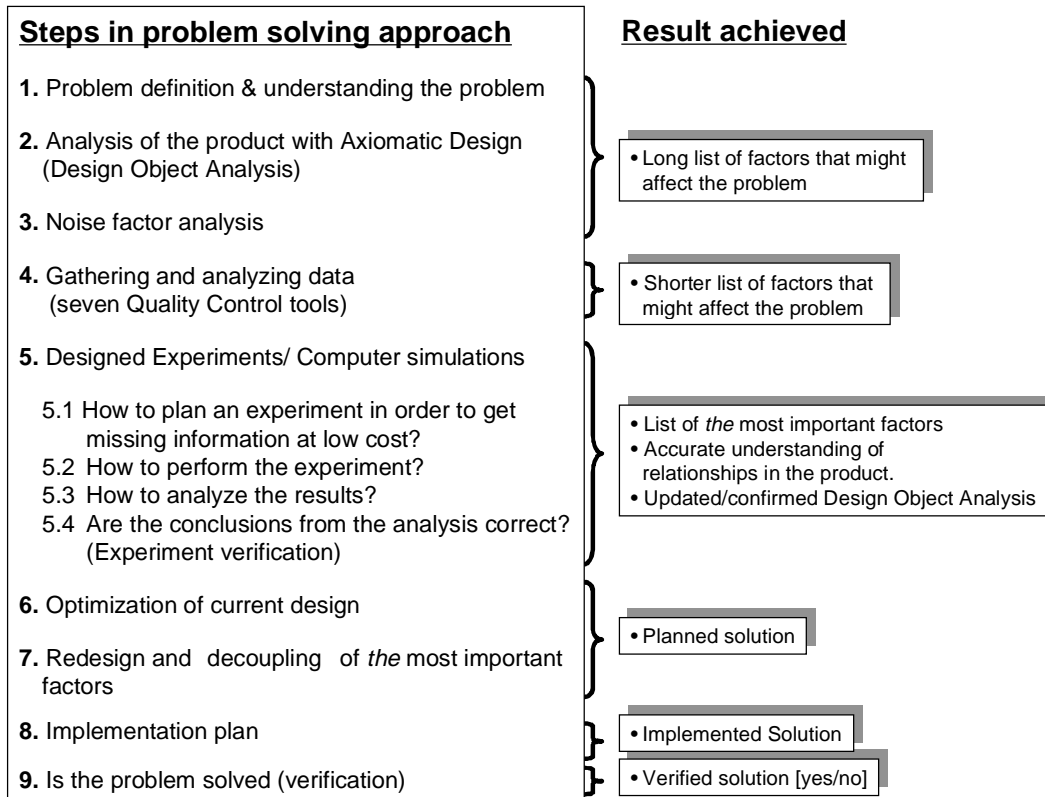 Steps in problem solving approach
Result achieved
1. Problem definition & understanding the problem
2. Analysis of the product with Axiomatic Design
(Design Object Analysis)
3. Noise factor analysis
• Long list of factors that might
affect the problem
4. Gathering and analyzing data
(seven Quality Control tools)
• Shorter list of factors that
might affect the problem
5. Designed Experiments/ Computer simulations
5.1 How to plan an experiment in order to get
missing information at low cost?
5.2 How to perform the experiment?
5.3 How to analyze the results?
5.4 Are the conclusions from the analysis correct?
(Experiment verification)
• List of the most important factors
• Accurate understanding of
relationships in the product.
• Updated/confirmed Design Object Analysis
6. Optimization of current design
7. Redesign and decoupling of the most important
factors
• Planned solution
8. Implementation plan
• Implemented Solution
9. Is the problem solved (verification)
• Verified solution [yes/no]